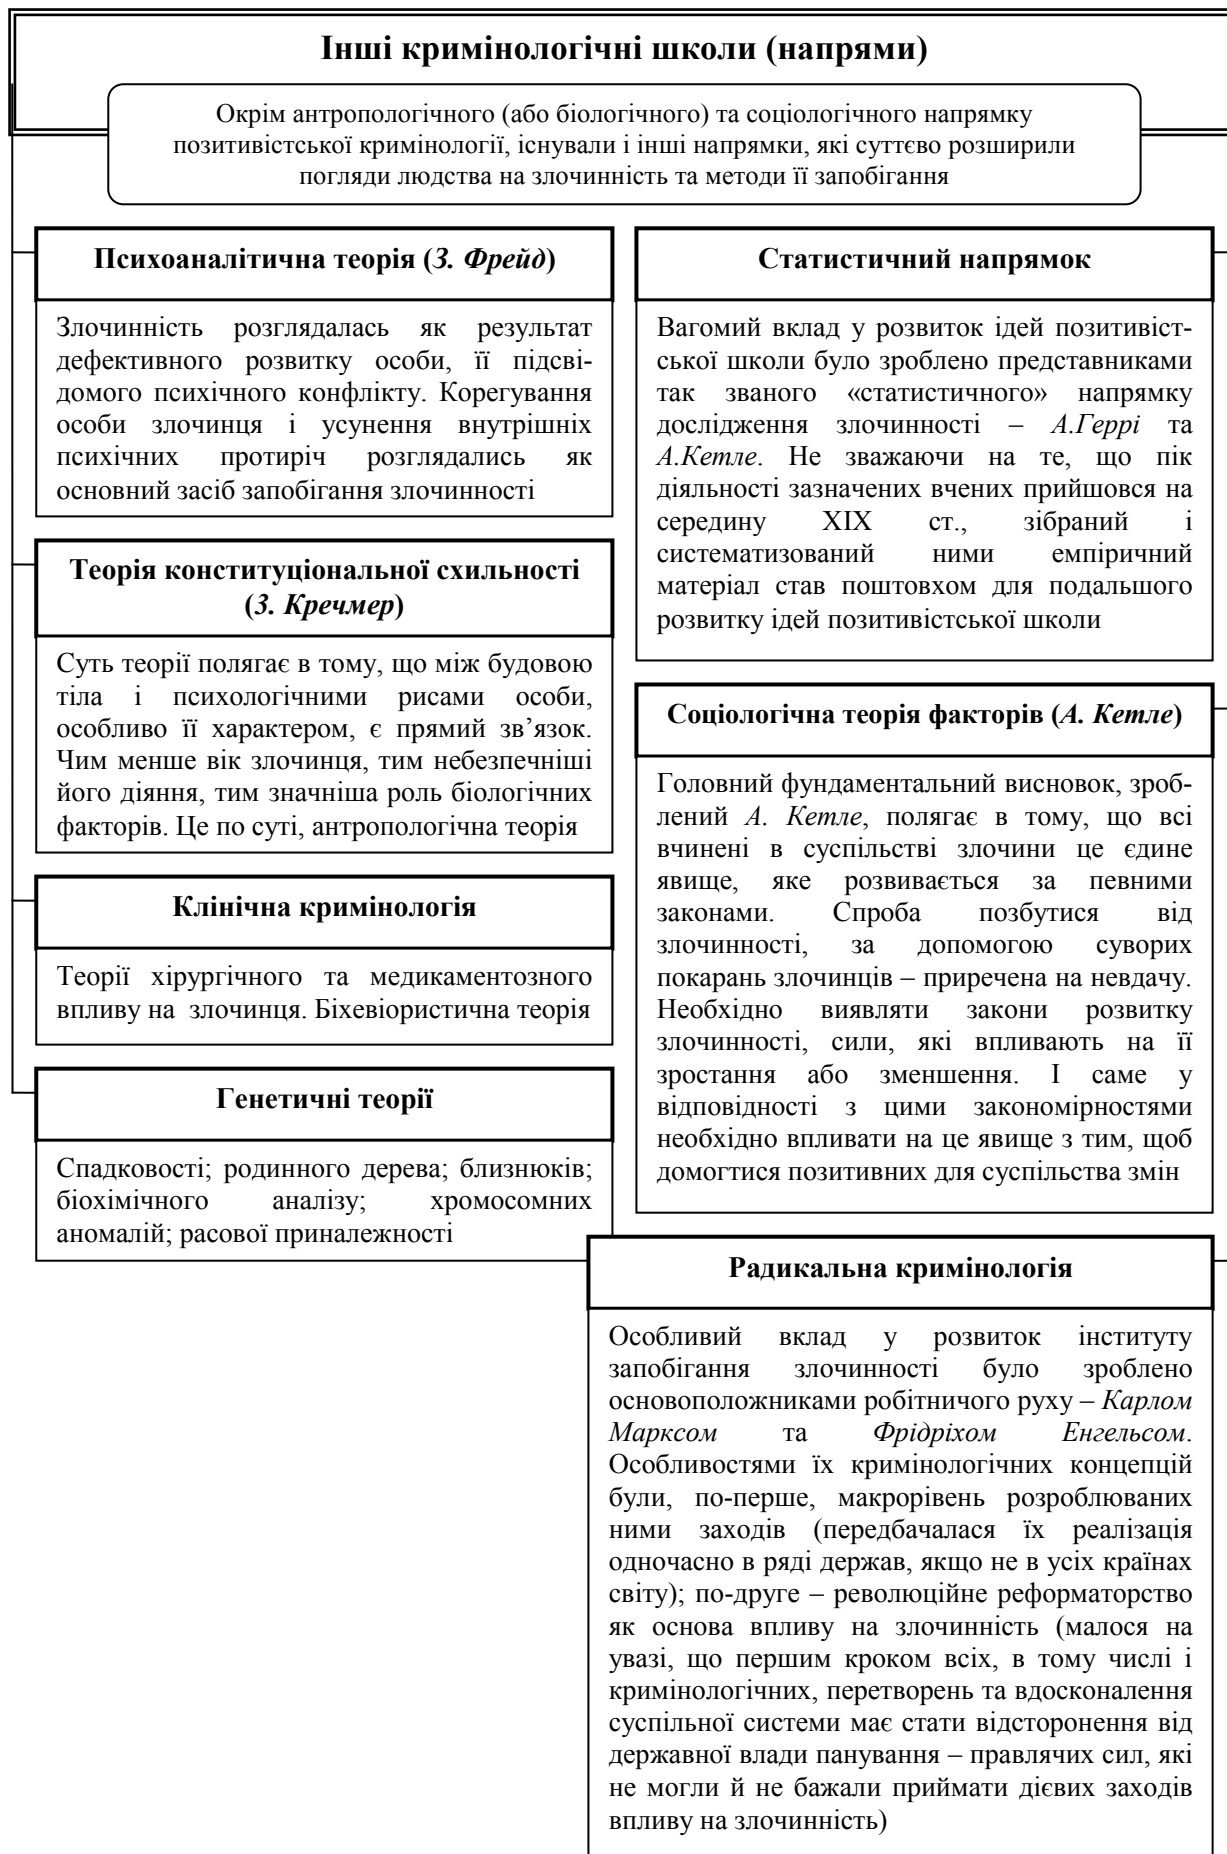 Інші кримінологічні школи (напрями)
Окрім антропологічного (або біологічного) та соціологічного напрямку
позитивістської кримінології, існували і інші напрямки, які суттєво розширили
погляди людства на злочинність та методи її запобігання
Психоаналітична теорія (З. Фрейд)
Злочинність розглядалась як результат
дефективного розвитку особи, її підсві-
домого психічного конфлікту. Корегування
особи злочинця і усунення внутрішніх
психічних протиріч розглядались як
основний засіб запобігання злочинності
Теорія конституціональної схильності
(З. Кречмер)
Суть теорії полягає в тому, що між будовою
тіла і психологічними рисами особи,
особливо її характером, є прямий зв’язок.
Чим менше вік злочинця, тим небезпечніші
його діяння, тим значніша роль біологічних
факторів. Це по суті, антропологічна теорія
Клінічна кримінологія
Теорії хірургічного та медикаментозного
впливу на злочинця. Біхевіористична теорія
Генетичні теорії
Спадковості; родинного дерева; близнюків;
біохімічного аналізу; хромосомних
аномалій; расової приналежності
Статистичний напрямок
Вагомий вклад у розвиток ідей позитивіст-
ської школи було зроблено представниками
так званого «статистичного» напрямку
дослідження злочинності – А.Геррі та
А.Кетле. Не зважаючи на те, що пік
діяльності зазначених вчених прийшовся на
середину XIX ст., зібраний і
систематизований ними емпіричний
матеріал став поштовхом для подальшого
розвитку ідей позитивістської школи
Соціологічна теорія факторів (А. Кетле)
Головний фундаментальний висновок, зроб-
лений А. Кетле, полягає в тому, що всі
вчинені в суспільстві злочини це єдине
явище, яке розвивається за певними
законами. Спроба позбутися від
злочинності, за допомогою суворих
покарань злочинців – приречена на невдачу.
Необхідно виявляти закони розвитку
злочинності, сили, які впливають на її
зростання або зменшення. І саме у
відповідності з цими закономірностями
необхідно впливати на це явище з тим, щоб
домогтися позитивних для суспільства змін
Радикальна кримінологія
Особливий вклад у розвиток інституту
запобігання злочинності було зроблено
основоположниками робітничого руху – Карлом
Марксом та Фрідріхом Енгельсом.
Особливостями їх кримінологічних концепцій
були, по-перше, макрорівень розроблюваних
ними заходів (передбачалася їх реалізація
одночасно в ряді держав, якщо не в усіх країнах
світу); по-друге – революційне реформаторство
як основа впливу на злочинність (малося на
увазі, що першим кроком всіх, в тому числі і
кримінологічних, перетворень та вдосконалення
суспільної системи має стати відсторонення від
державної влади панування – правлячих сил, які
не могли й не бажали приймати дієвих заходів
впливу на злочинність)